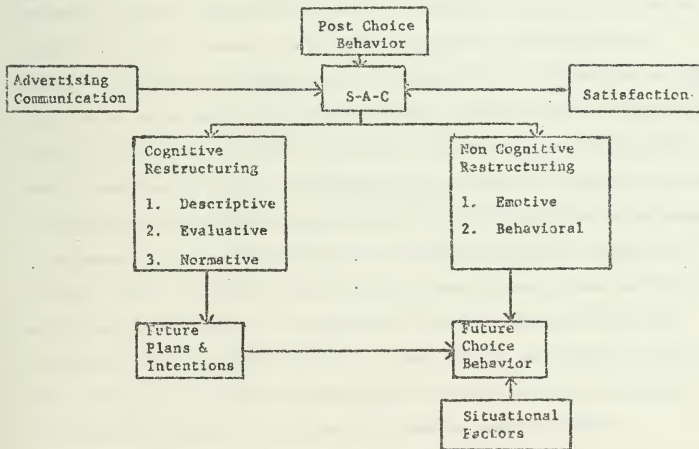 Post Choice
Behavior
Advertising
Communication
S-A-C
Satisfaction
Cognitive
Restructuring
1. Descriptive
2. Evaluative
3. Normative
Non Cognitive
Restructuring
1. Emotive
2. Behavioral
Future
Plans &
Intentions
Future
Choice
Behavior
Situational
Factors